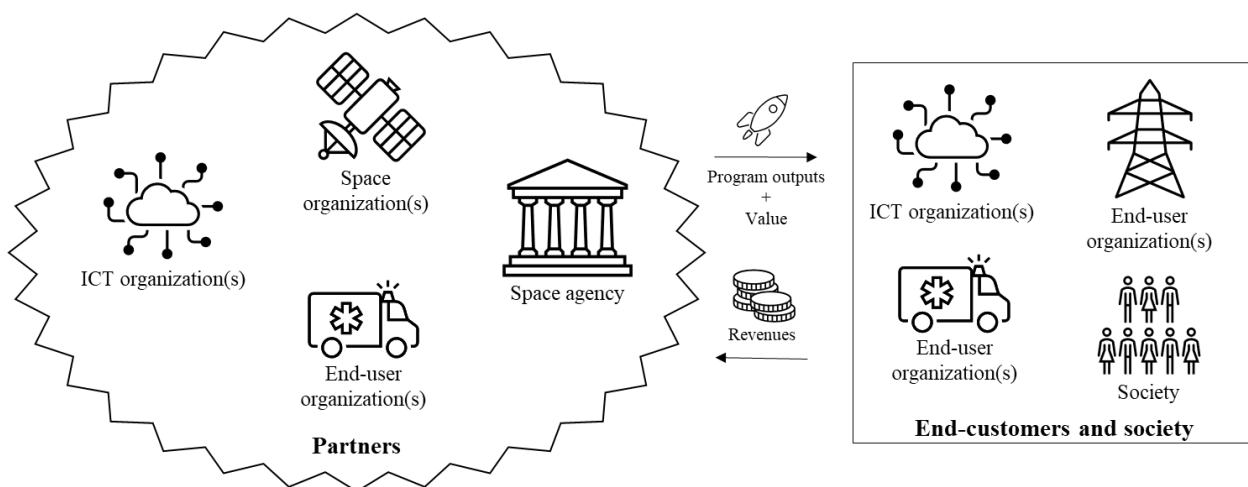 Space
organization(s)
ICT organization(s)
Space agency
End-user
organization(s)
Partners
Program outputs
+
Value
Revenues
ICT organization(s)
End-user
organization(s)
End-user
organization(s)
Society
End-customers and society